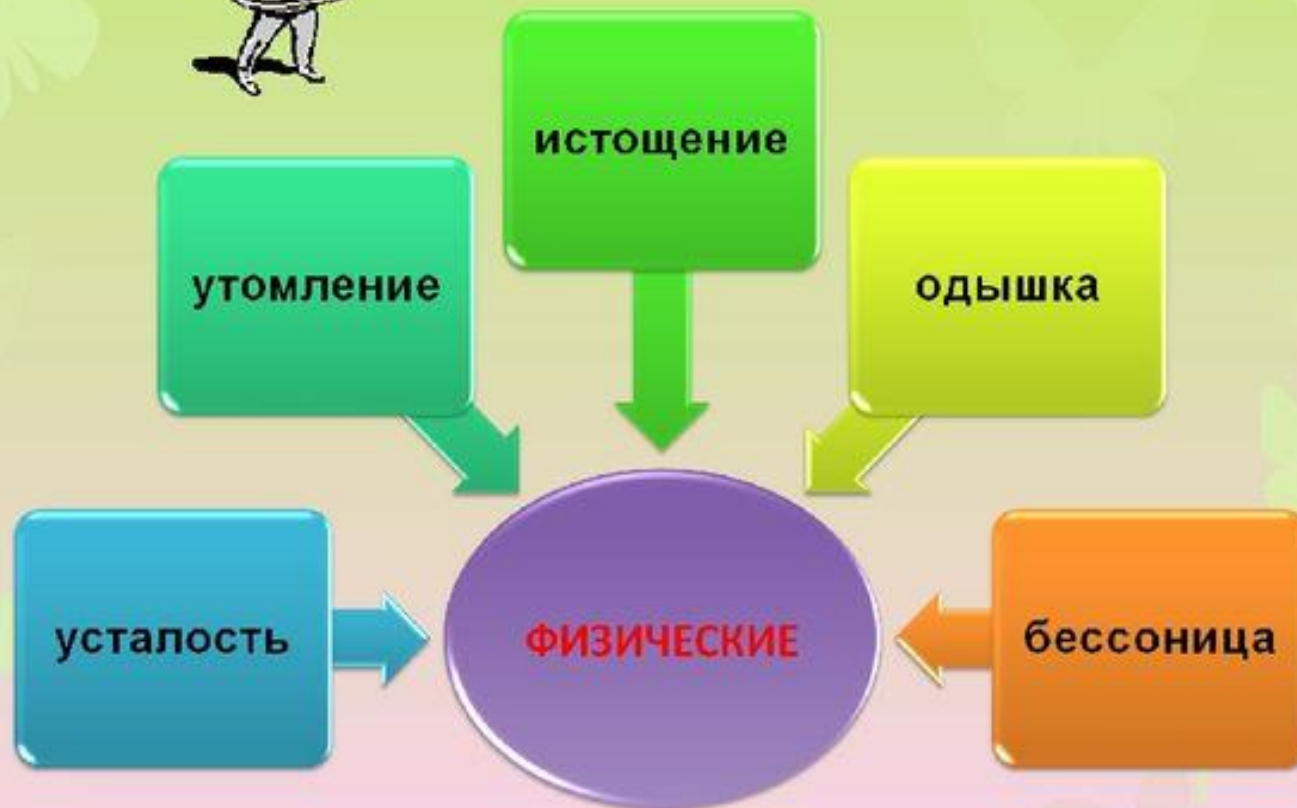 истощение
утомление
одышка
усталость
ФИЗИЧЕСКИЕ
бессоница